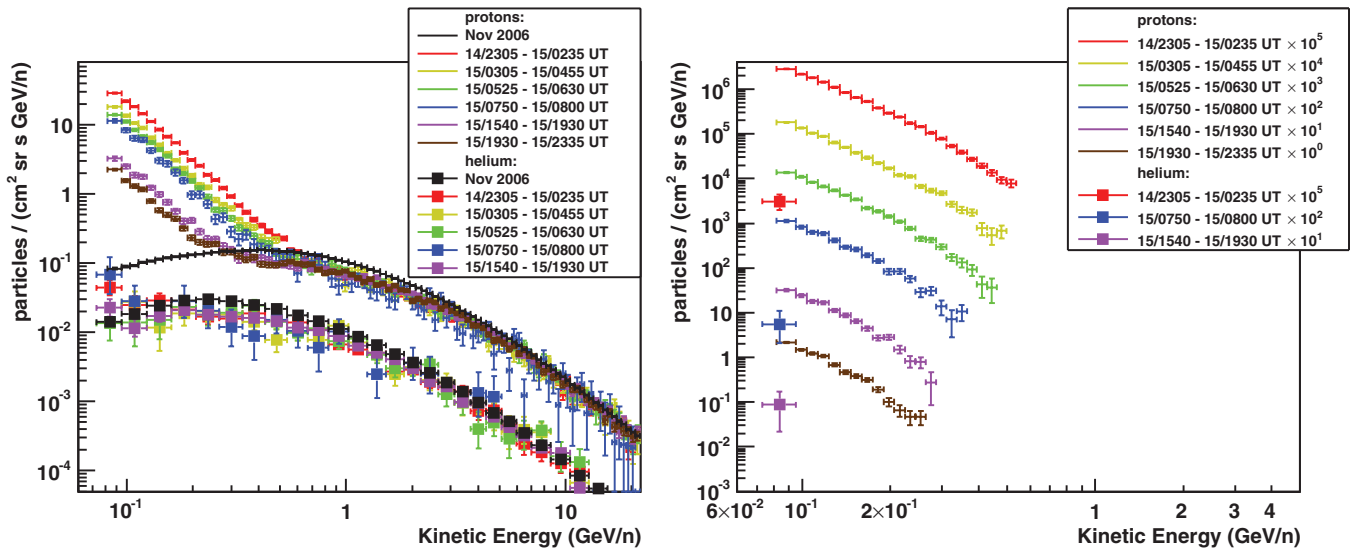 protons:
Nov 2006
14/2305 - 15/0235 UT
15/0305 - 15/0455 UT
15/0525 - 15/0630 UT
15/0750 - 15/0800 UT
15/1540 - 15/1930 UT
15/1930 - 15/2335 UT
helium:
Nov 2006
14/2305 - 15/0235 UT
15/0305 - 15/0455 UT
15/0525 - 15/0630 UT
15/0750 - 15/0800 UT
15/1540 - 15/1930 UT
particles / (cm² sr s GeV/n)
10
1
10⁻¹
10⁻²
10⁻³
10⁻⁴
10⁻¹ 1 10
Kinetic Energy (GeV/n)
protons:
14/2305 - 15/0235 UT × 10⁵
15/0305 - 15/0455 UT × 10⁴
15/0525 - 15/0630 UT × 10³
15/0750 - 15/0800 UT × 10²
15/1540 - 15/1930 UT × 10¹
15/1930 - 15/2335 UT × 10⁰
helium:
14/2305 - 15/0235 UT × 10⁵
15/0750 - 15/0800 UT × 10²
15/1540 - 15/1930 UT × 10¹
particles / (cm² sr s GeV/n)
10⁶
10⁵
10⁴
10³
10²
10
1
10⁻¹
10⁻²
10⁻³
6×10⁻² 10⁻¹ 2×10⁻¹ 1 2 3 4
Kinetic Energy (GeV/n)